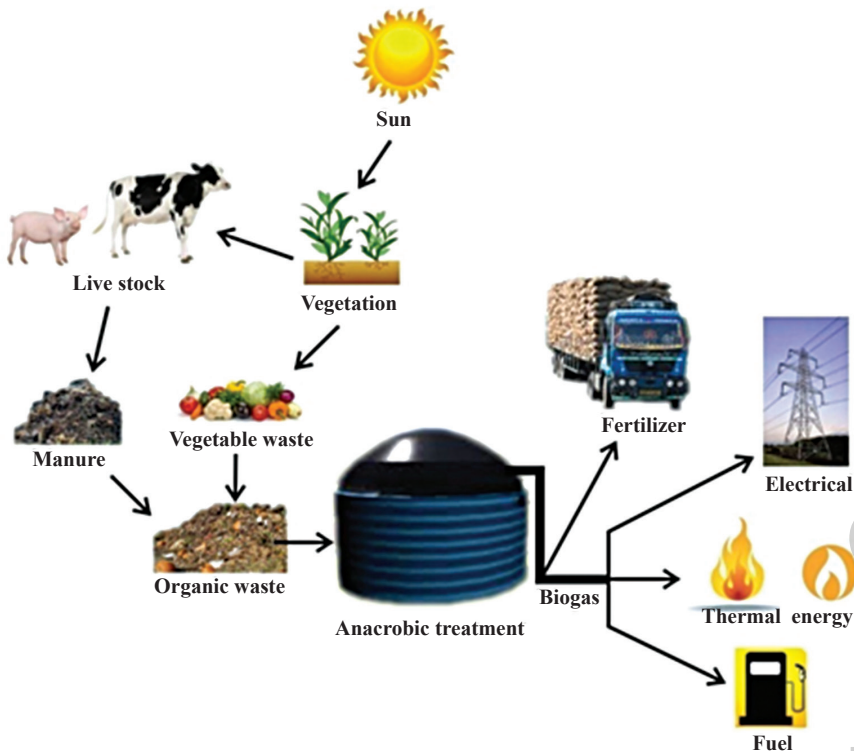 Sun
Live stock
Vegetation
Manure
Vegetable waste
Fertilizer
Electrical
Organic waste
Anacrobic treatment
Biogas
Thermal energy
Fuel